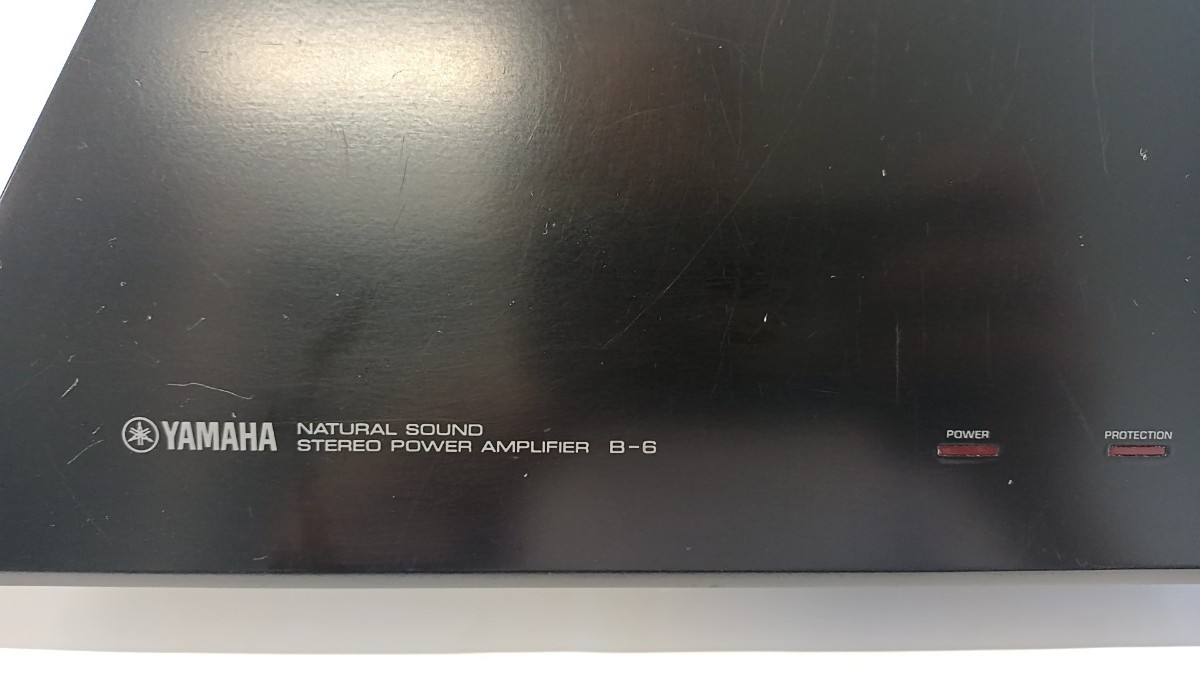 YAMAHA
NATURAL SOUND
STEREO POWER AMPLIFIER B-6
POWER
PROTECTION